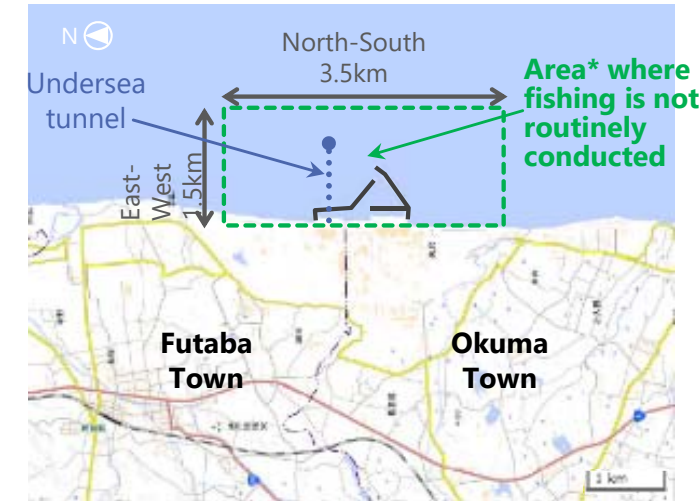 N
North-South
3.5km
Undersea
tunnel
East-
West
1.5km
Area* where
fishing is not
routinely
conducted
Futaba
Town
Okuma
Town
1 km